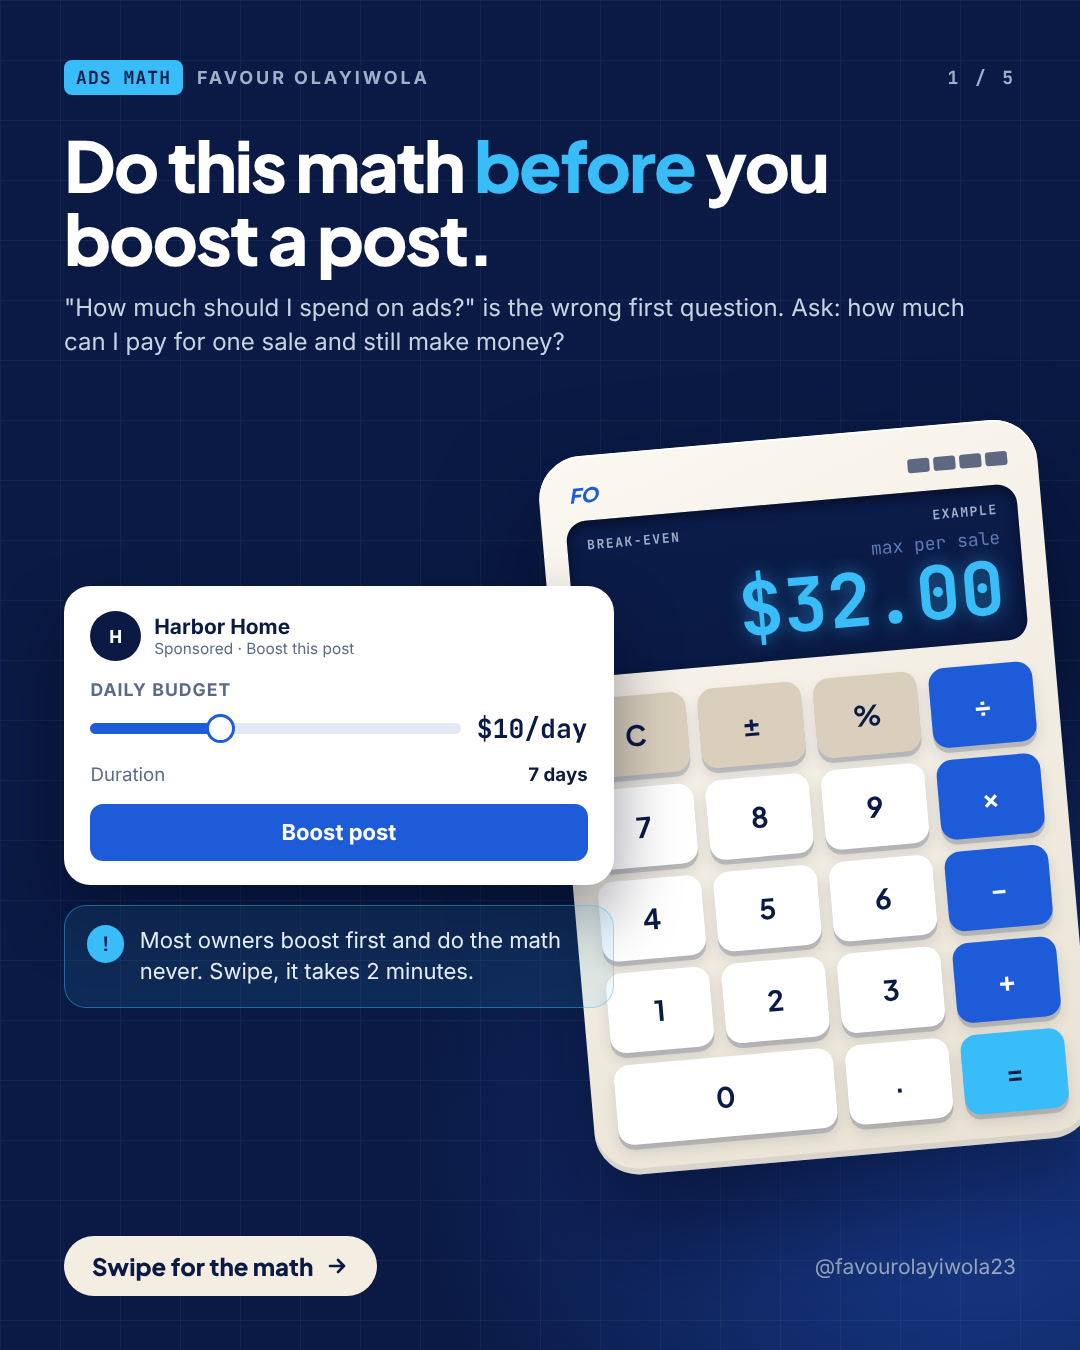 ADS MATH FAVOUR OLAYIWOLA 1 / 5
Do this math before you
boost a post.
"How much should I spend on ads?" is the wrong first question. Ask: how much
can I pay for one sale and still make money?
FO
BREAK-EVEN EXAMPLE
max per sale
$32.00
H Harbor Home
Sponsored · Boost this post
DAILY BUDGET
$10/day
Duration 7 days
Boost post
! Most owners boost first and do the math
never. Swipe, it takes 2 minutes.
C ± % ÷
7 8 9 ×
4 5 6 −
1 2 3 +
0 . =
Swipe for the math →
@favourolayiwola23